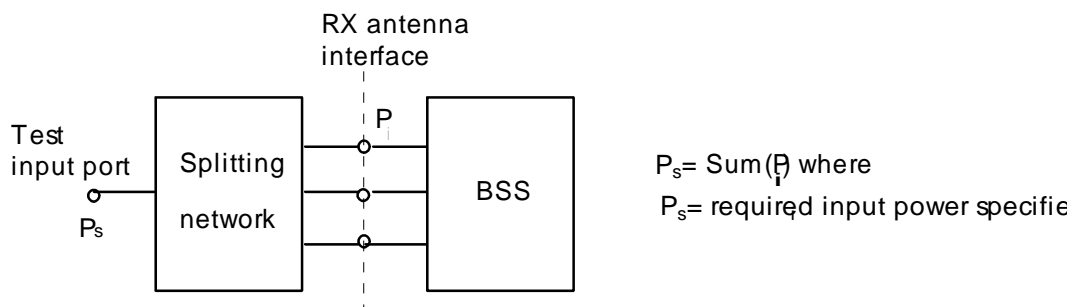 RX antenna
interface
Test
input port
Ps
Splitting
network
Pi
BSS
Ps= Sum(Pi) where
Ps= required input power specifie